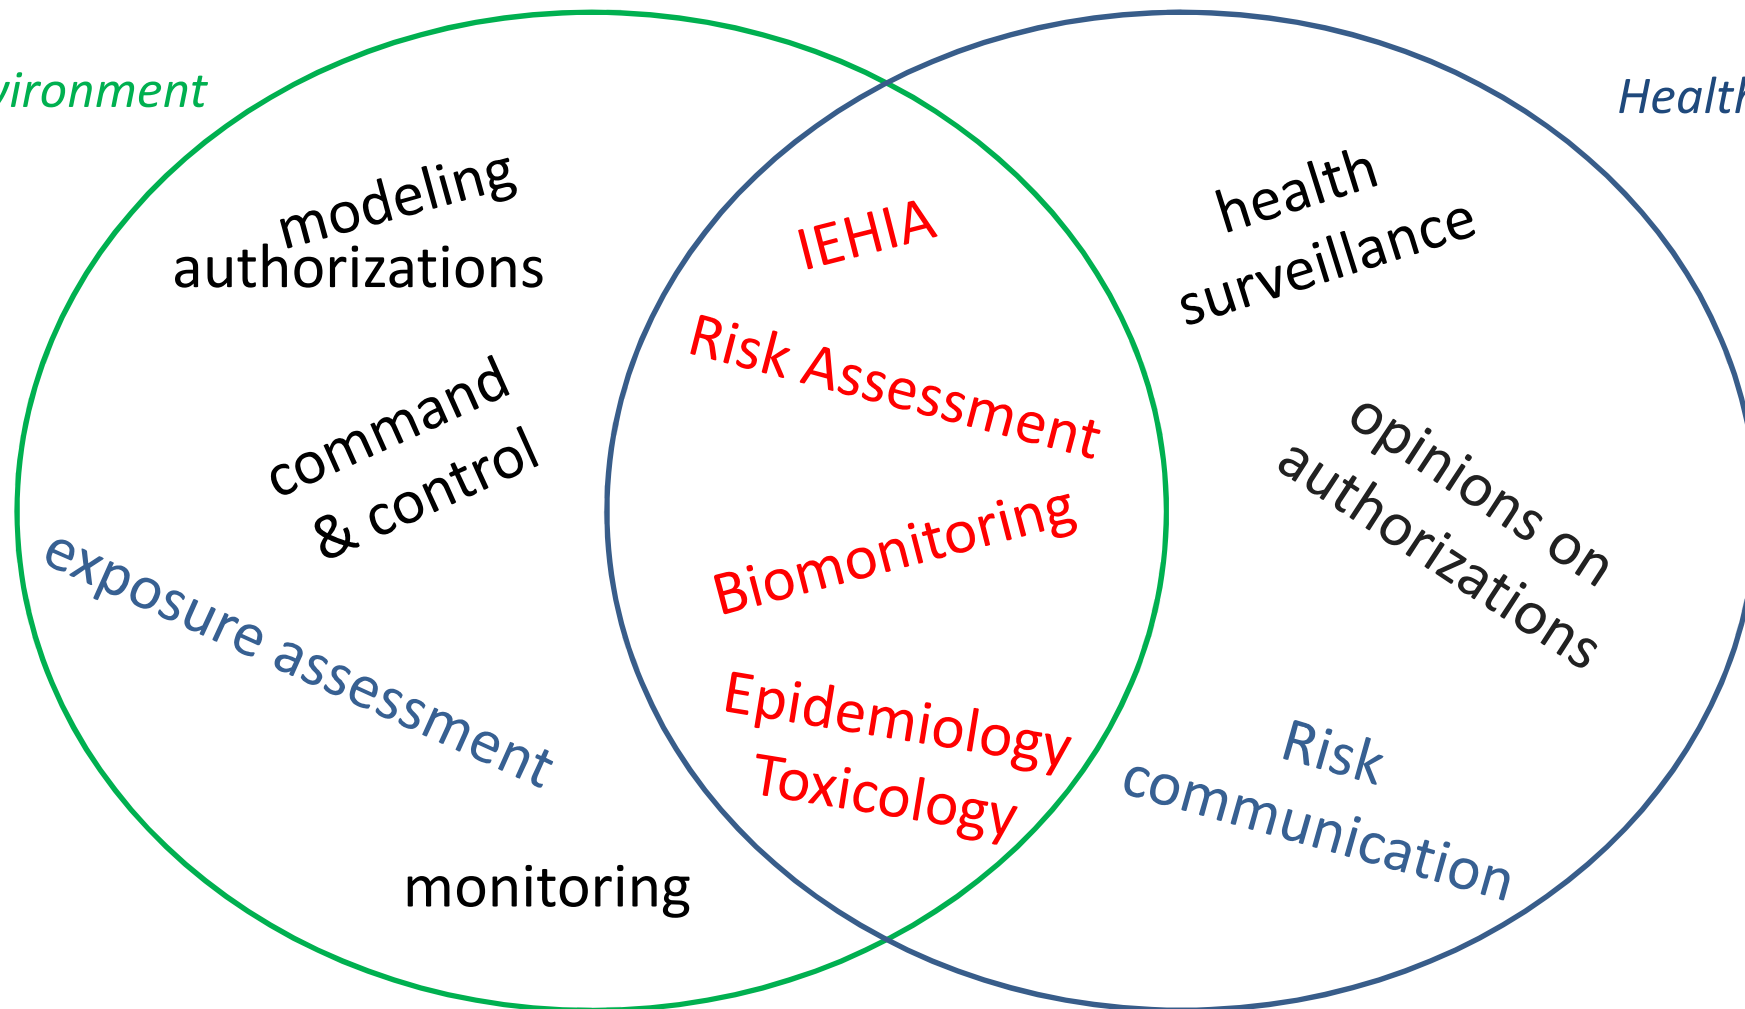 vironment
Health
modeling
authorizations
command
& control
exposure assessment
monitoring
IEHIA
Risk Assessment
Biomonitoring
Epidemiology
Toxicology
health
surveillance
opinions on
authorizations
Risk
communication